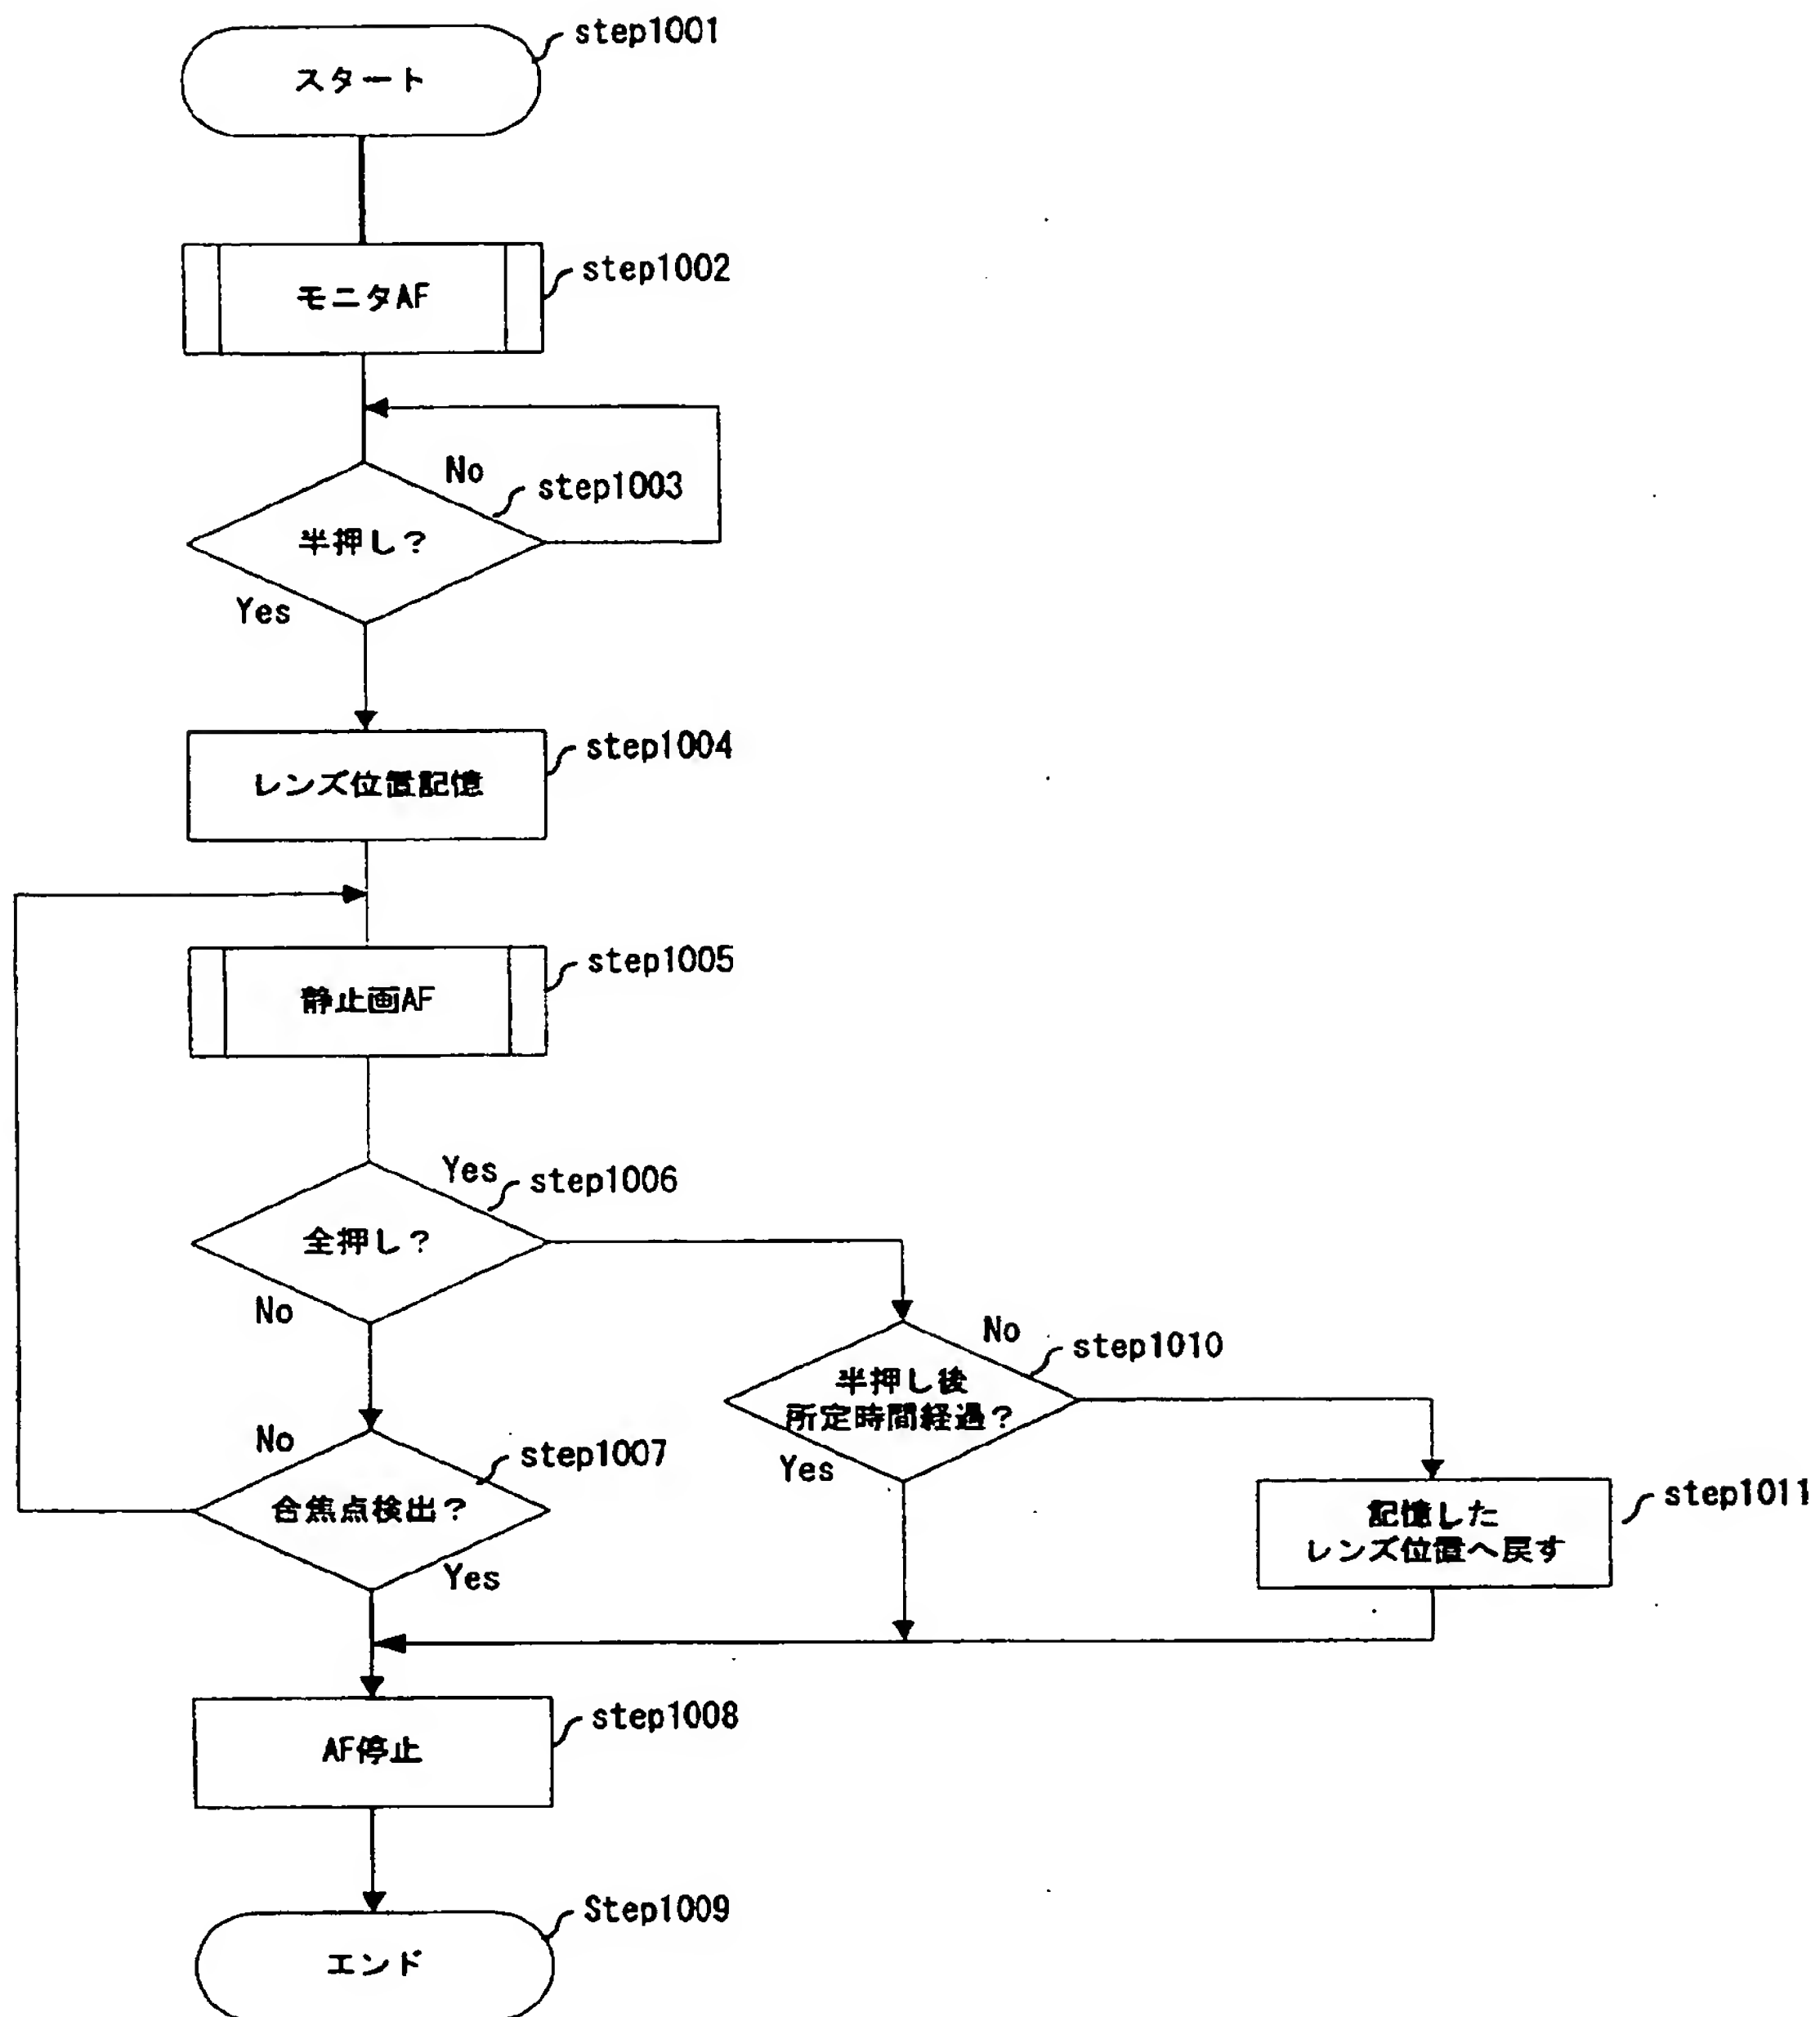 step1001
スタート
step1002
モニタAF
No
step1003
半押し?
Yes
step1004
レンズ位置記憶
step1005
静止画AF
Yes
step1006
全押し?
No
No
step1010
半押し後
所定時間経過?
Yes
No
step1007
合焦点検出?
Yes
step1011
記憶した
レンズ位置へ戻す
step1008
AF停止
Step1009
エンド